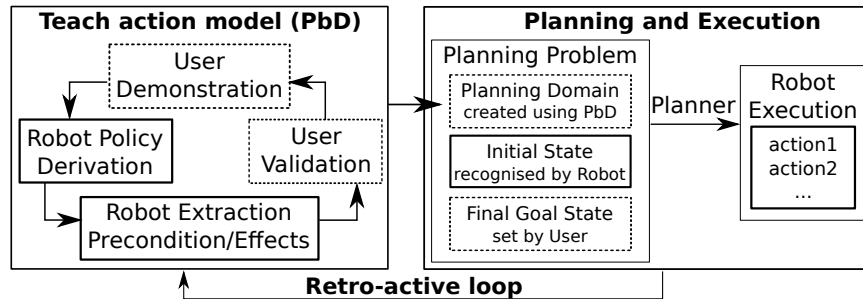 Teach action model (PbD)
User
Demonstration
Robot Policy
Derivation
User
Validation
Robot Extraction
Precondition/Effects
Planning and Execution
Planning Problem
Planning Domain
created using PbD
Initial State
recognised by Robot
Final Goal State
set by User
Planner
Robot
Execution
action1
action2
...
Retro-active loop